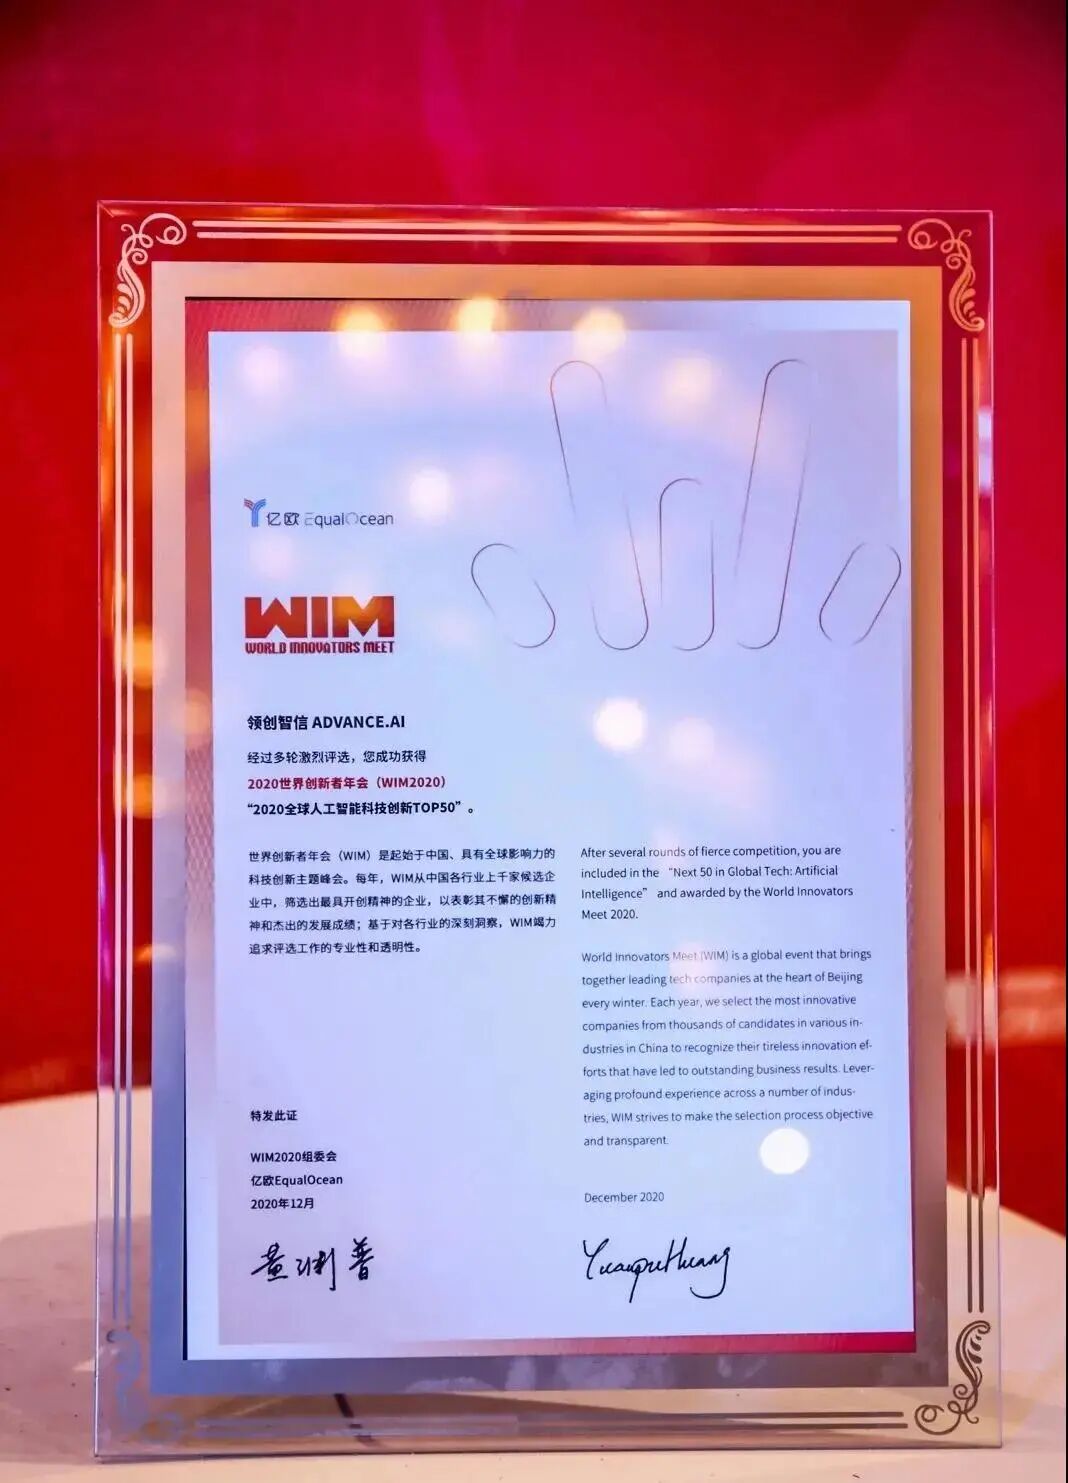 亿欧 EqualOcean
WIM
WORLD INNOVATORS MEET
领创智信 ADVANCE.AI
经过多轮激烈评选，您成功获得
2020世界创新者年会（WIM2020）
“2020全球人工智能科技创新TOP50”。
世界创新者年会（WIM）是起始于中国、具有全球影响力的
科技创新主题峰会。每年，WIM从中国各行业上千家候选企
业中，筛选出最具开创精神的企业，以表彰其不懈的创新精
神和杰出的发展成绩；基于对各行业的深刻洞察，WIM竭力
追求评选工作的专业性和透明性。
特发此证
WIM2020组委会
亿欧EqualOcean
2020年12月
黄渊普
After several rounds of fierce competition, you are
included in the “Next 50 in Global Tech: Artificial
Intelligence” and awarded by the World Innovators
Meet 2020.
World Innovators Meet (WIM) is a global event that brings
together leading tech companies at the heart of Beijing
every winter. Each year, we select the most innovative
companies from thousands of candidates in various in-
dustries in China to recognize their tireless innovation ef-
forts that have led to outstanding business results. Lever-
aging profound experience across a number of indus-
tries, WIM strives to make the selection process objective
and transparent.
December 2020
Yuanpu Huang